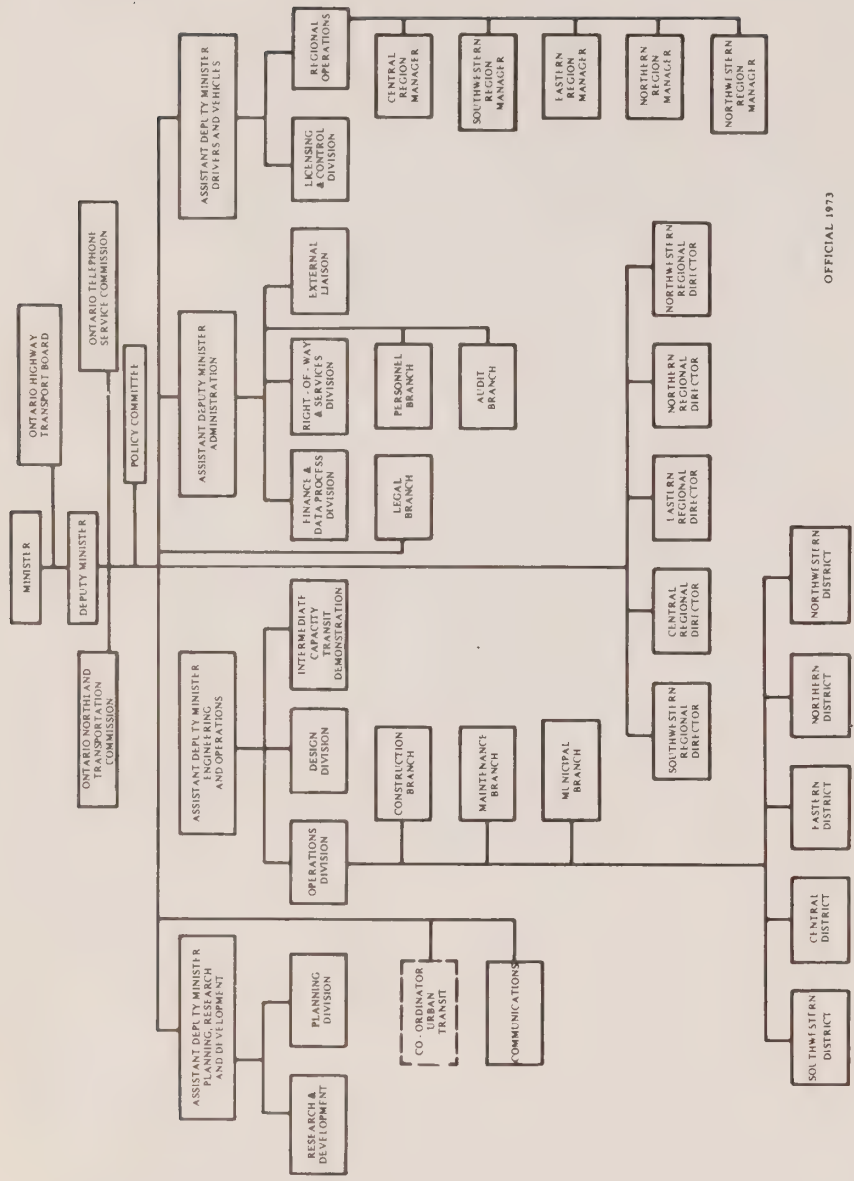 MINISTER
ONTARIO HIGHWAY
TRANSPORT BOARD
DEPUTY MINISTER
ONTARIO NORTHLAND
TRANSPORTATION
COMMISSION
ONTARIO TELEPHONE
SERVICE COMMISSION
POLICY COMMITTEE
ASSISTANT DEPUTY MINISTER
PLANNING, RESEARCH
AND DEVELOPMENT
ASSISTANT DEPUTY MINISTER
ENGINEERING
AND OPERATIONS
ASSISTANT DEPUTY MINISTER
ADMINISTRATION
ASSISTANT DEPUTY MINISTER
DRIVERS AND VEHICLES
RESEARCH &
DEVELOPMENT
PLANNING
DIVISION
OPERATIONS
DIVISION
DESIGN
DIVISION
INTERMEDIATE
CAPACITY
TRANSIT
DEMONSTRATION
FINANCE &
DATA PROCESS
DIVISION
RIGHT - OF - WAY
& SERVICES
DIVISION
EXTERNAL
LIAISON
LICENSING
& CONTROL
DIVISION
REGIONAL
OPERATIONS
CO - ORDINATOR
URBAN
TRANSIT
COMMUNICATIONS
CONSTRUCTION
BRANCH
MAINTENANCE
BRANCH
MUNICIPAL
BRANCH
LEGAL
BRANCH
PERSONNEL
BRANCH
AUDIT
BRANCH
CENTRAL
REGION
MANAGER
SOUTHWESTERN
REGION
MANAGER
EASTERN
REGION
MANAGER
NORTHERN
REGION
MANAGER
NORTHWESTERN
REGION
MANAGER
SOUTHWESTERN
REGIONAL
DIRECTOR
CENTRAL
REGIONAL
DIRECTOR
EASTERN
REGIONAL
DIRECTOR
NORTHERN
REGIONAL
DIRECTOR
NORTHWESTERN
REGIONAL
DIRECTOR
SOUTHWESTERN
DISTRICT
CENTRAL
DISTRICT
EASTERN
DISTRICT
NORTHERN
DISTRICT
NORTHWESTERN
DISTRICT
OFFICIAL 1973